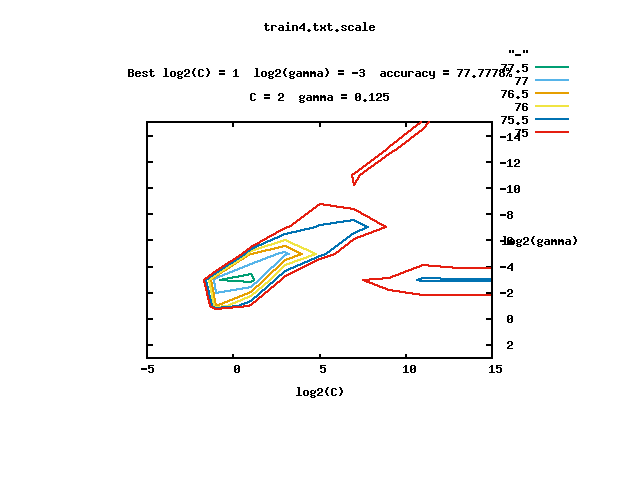 train4.txt.scale
"-"
Best log2(C) = 1  log2(gamma) = -3  accuracy = 77.7778%
77.5
77
C = 2  gamma = 0.125
76.5
76
75.5
75
-14
-12
-10
-8
-6
log2(gamma)
-4
-2
0
2
-5 0 5 10 15
log2(C)